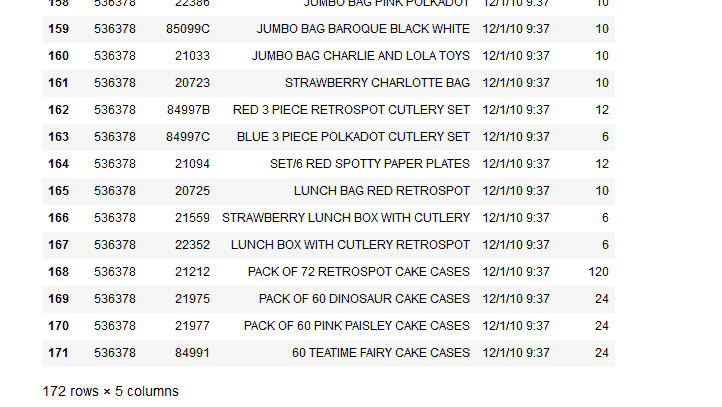 158 536378 22386 JUMBO BAG PINK POLKADOT 12/1/10 9:37 10
159 536378 85099C JUMBO BAG BAROQUE BLACK WHITE 12/1/10 9:37 10
160 536378 21033 JUMBO BAG CHARLIE AND LOLA TOYS 12/1/10 9:37 10
161 536378 20723 STRAWBERRY CHARLOTTE BAG 12/1/10 9:37 10
162 536378 84997B RED 3 PIECE RETROSPOT CUTLERY SET 12/1/10 9:37 12
163 536378 84997C BLUE 3 PIECE POLKADOT CUTLERY SET 12/1/10 9:37 6
164 536378 21094 SET/6 RED SPOTTY PAPER PLATES 12/1/10 9:37 12
165 536378 20725 LUNCH BAG RED RETROSPOT 12/1/10 9:37 10
166 536378 21559 STRAWBERRY LUNCH BOX WITH CUTLERY 12/1/10 9:37 6
167 536378 22352 LUNCH BOX WITH CUTLERY RETROSPOT 12/1/10 9:37 6
168 536378 21212 PACK OF 72 RETROSPOT CAKE CASES 12/1/10 9:37 120
169 536378 21975 PACK OF 60 DINOSAUR CAKE CASES 12/1/10 9:37 24
170 536378 21977 PACK OF 60 PINK PAISLEY CAKE CASES 12/1/10 9:37 24
171 536378 84991 60 TEATIME FAIRY CAKE CASES 12/1/10 9:37 24
172 rows × 5 columns